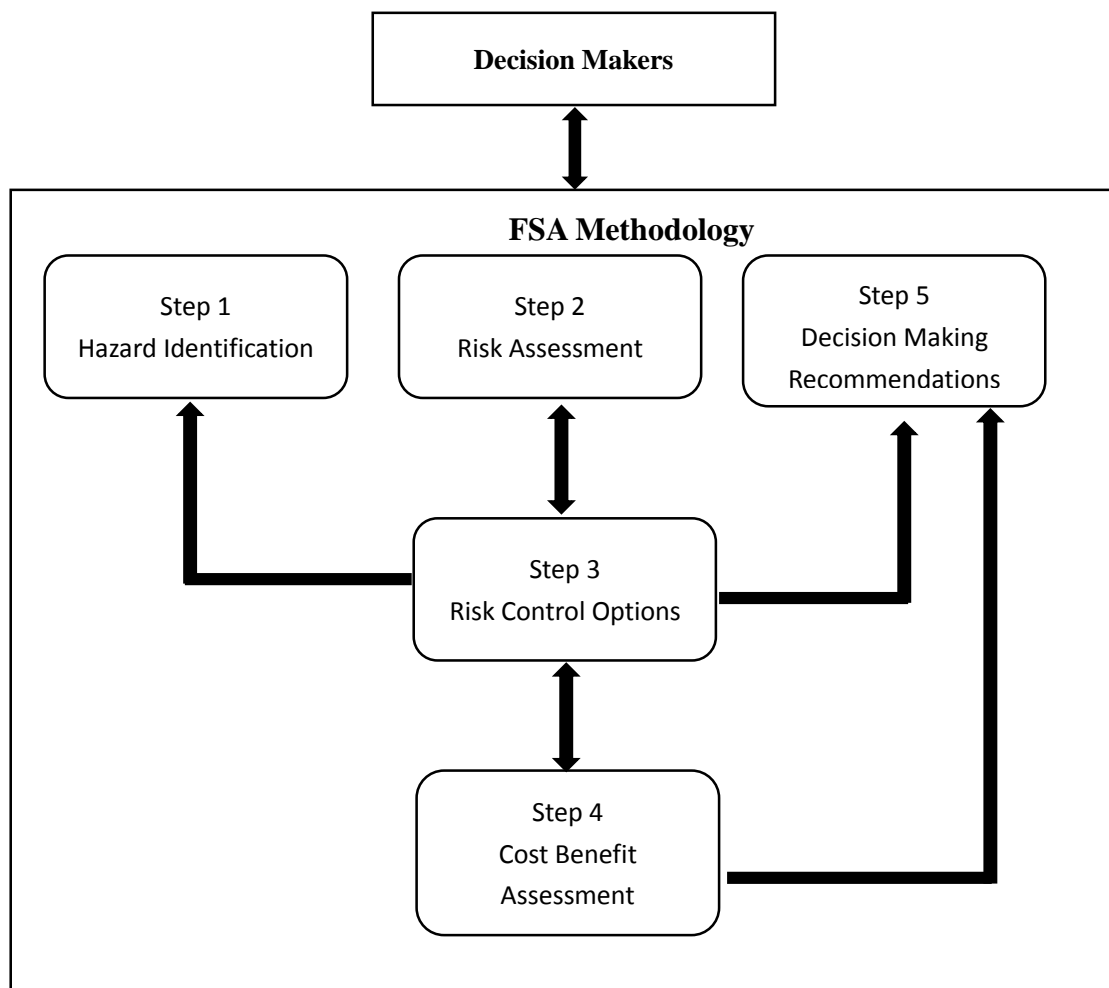 Decision Makers
FSA Methodology
Step 1
Hazard Identification
Step 2
Risk Assessment
Step 5
Decision Making
Recommendations
Step 3
Risk Control Options
Step 4
Cost Benefit
Assessment